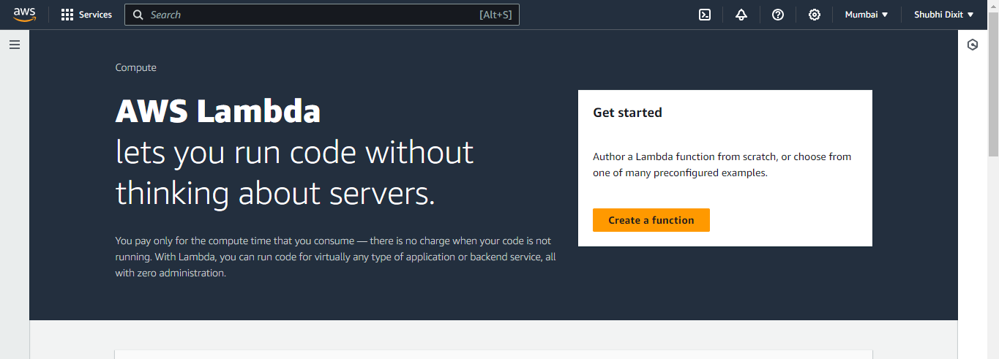 aws
Services
Search
[Alt+S]
Mumbai
Shubhi Dixit
Compute
AWS Lambda
lets you run code without
thinking about servers.
You pay only for the compute time that you consume — there is no charge when your code is not
running. With Lambda, you can run code for virtually any type of application or backend service, all
with zero administration.
Get started
Author a Lambda function from scratch, or choose from
one of many preconfigured examples.
Create a function